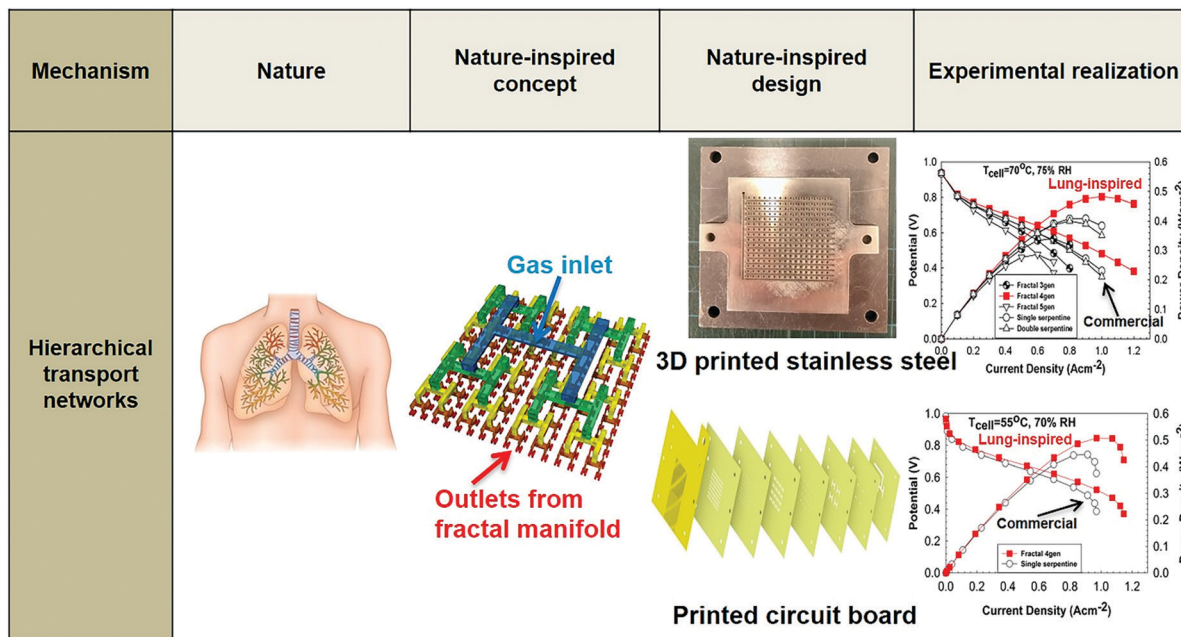 Mechanism
Nature
Nature-inspired
concept
Nature-inspired
design
Experimental realization
Hierarchical
transport
networks
Gas inlet
Outlets from
fractal manifold
3D printed stainless steel
Printed circuit board
Tcell=70°C, 75% RH
Lung-inspired
Commercial
Fractal 3gen
Fractal 4gen
Fractal 5gen
Single serpentine
Double serpentine
Potential (V)
1.0
0.8
0.6
0.4
0.2
0.0
0.6
0.5
0.4
0.3
0.2
0.1
0.0
0.0 0.2 0.4 0.6 0.8 1.0 1.2
Current Density (Acm-2)
Tcell=55°C, 70% RH
Lung-inspired
Commercial
Fractal 4gen
Single serpentine
Potential (V)
1.0
0.8
0.6
0.4
0.2
0.0
0.6
0.5
0.4
0.3
0.2
0.1
0.0
0.0 0.2 0.4 0.6 0.8 1.0 1.2
Current Density (Acm-2)